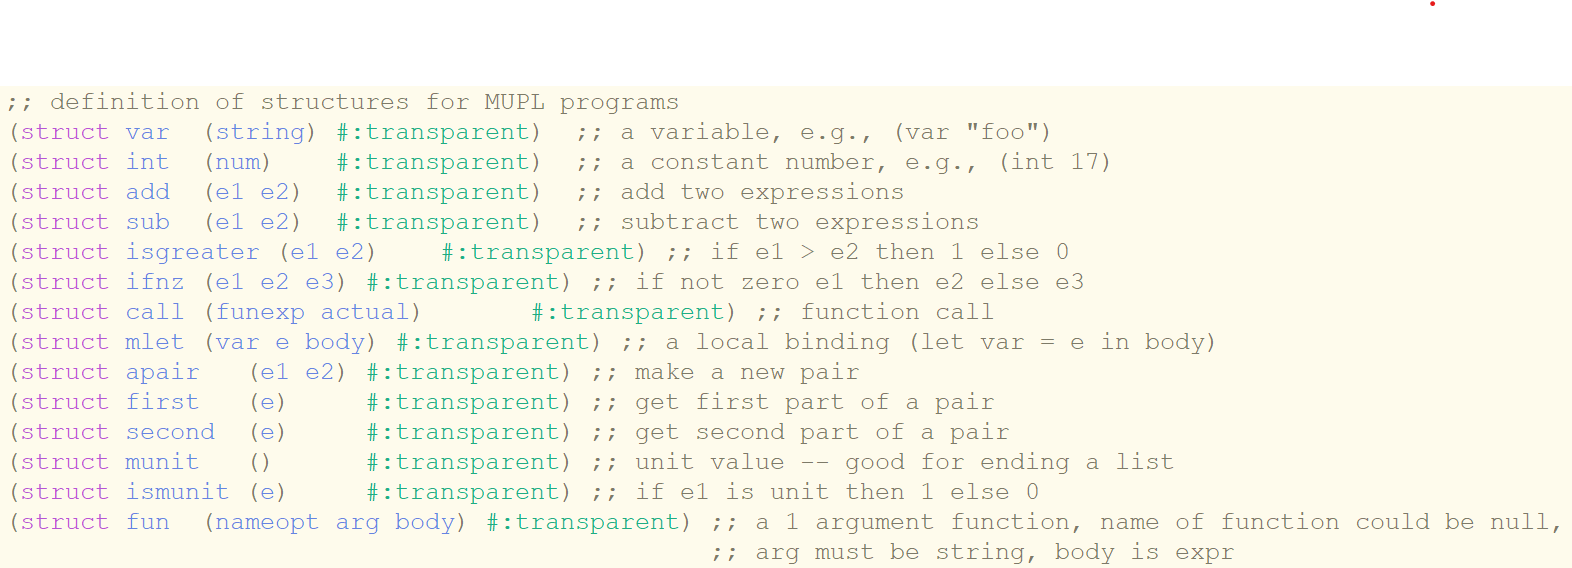 ;; definition of structures for MUPL programs
(struct var  (string) #:transparent)  ;; a variable, e.g., (var "foo")
(struct int  (num)    #:transparent)  ;; a constant number, e.g., (int 17)
(struct add  (e1 e2)  #:transparent)  ;; add two expressions
(struct sub  (e1 e2)  #:transparent)  ;; subtract two expressions
(struct isgreater (e1 e2)    #:transparent) ;; if e1 > e2 then 1 else 0
(struct ifnz (e1 e2 e3) #:transparent) ;; if not zero e1 then e2 else e3
(struct call (funexp actual)       #:transparent) ;; function call
(struct mlet (var e body) #:transparent) ;; a local binding (let var = e in body)
(struct apair   (e1 e2) #:transparent) ;; make a new pair
(struct first   (e)     #:transparent) ;; get first part of a pair
(struct second  (e)     #:transparent) ;; get second part of a pair
(struct munit   ()      #:transparent) ;; unit value -- good for ending a list
(struct ismunit (e)     #:transparent) ;; if e1 is unit then 1 else 0
(struct fun  (nameopt arg body) #:transparent) ;; a 1 argument function, name of function could be null,
                                               ;; arg must be string, body is expr